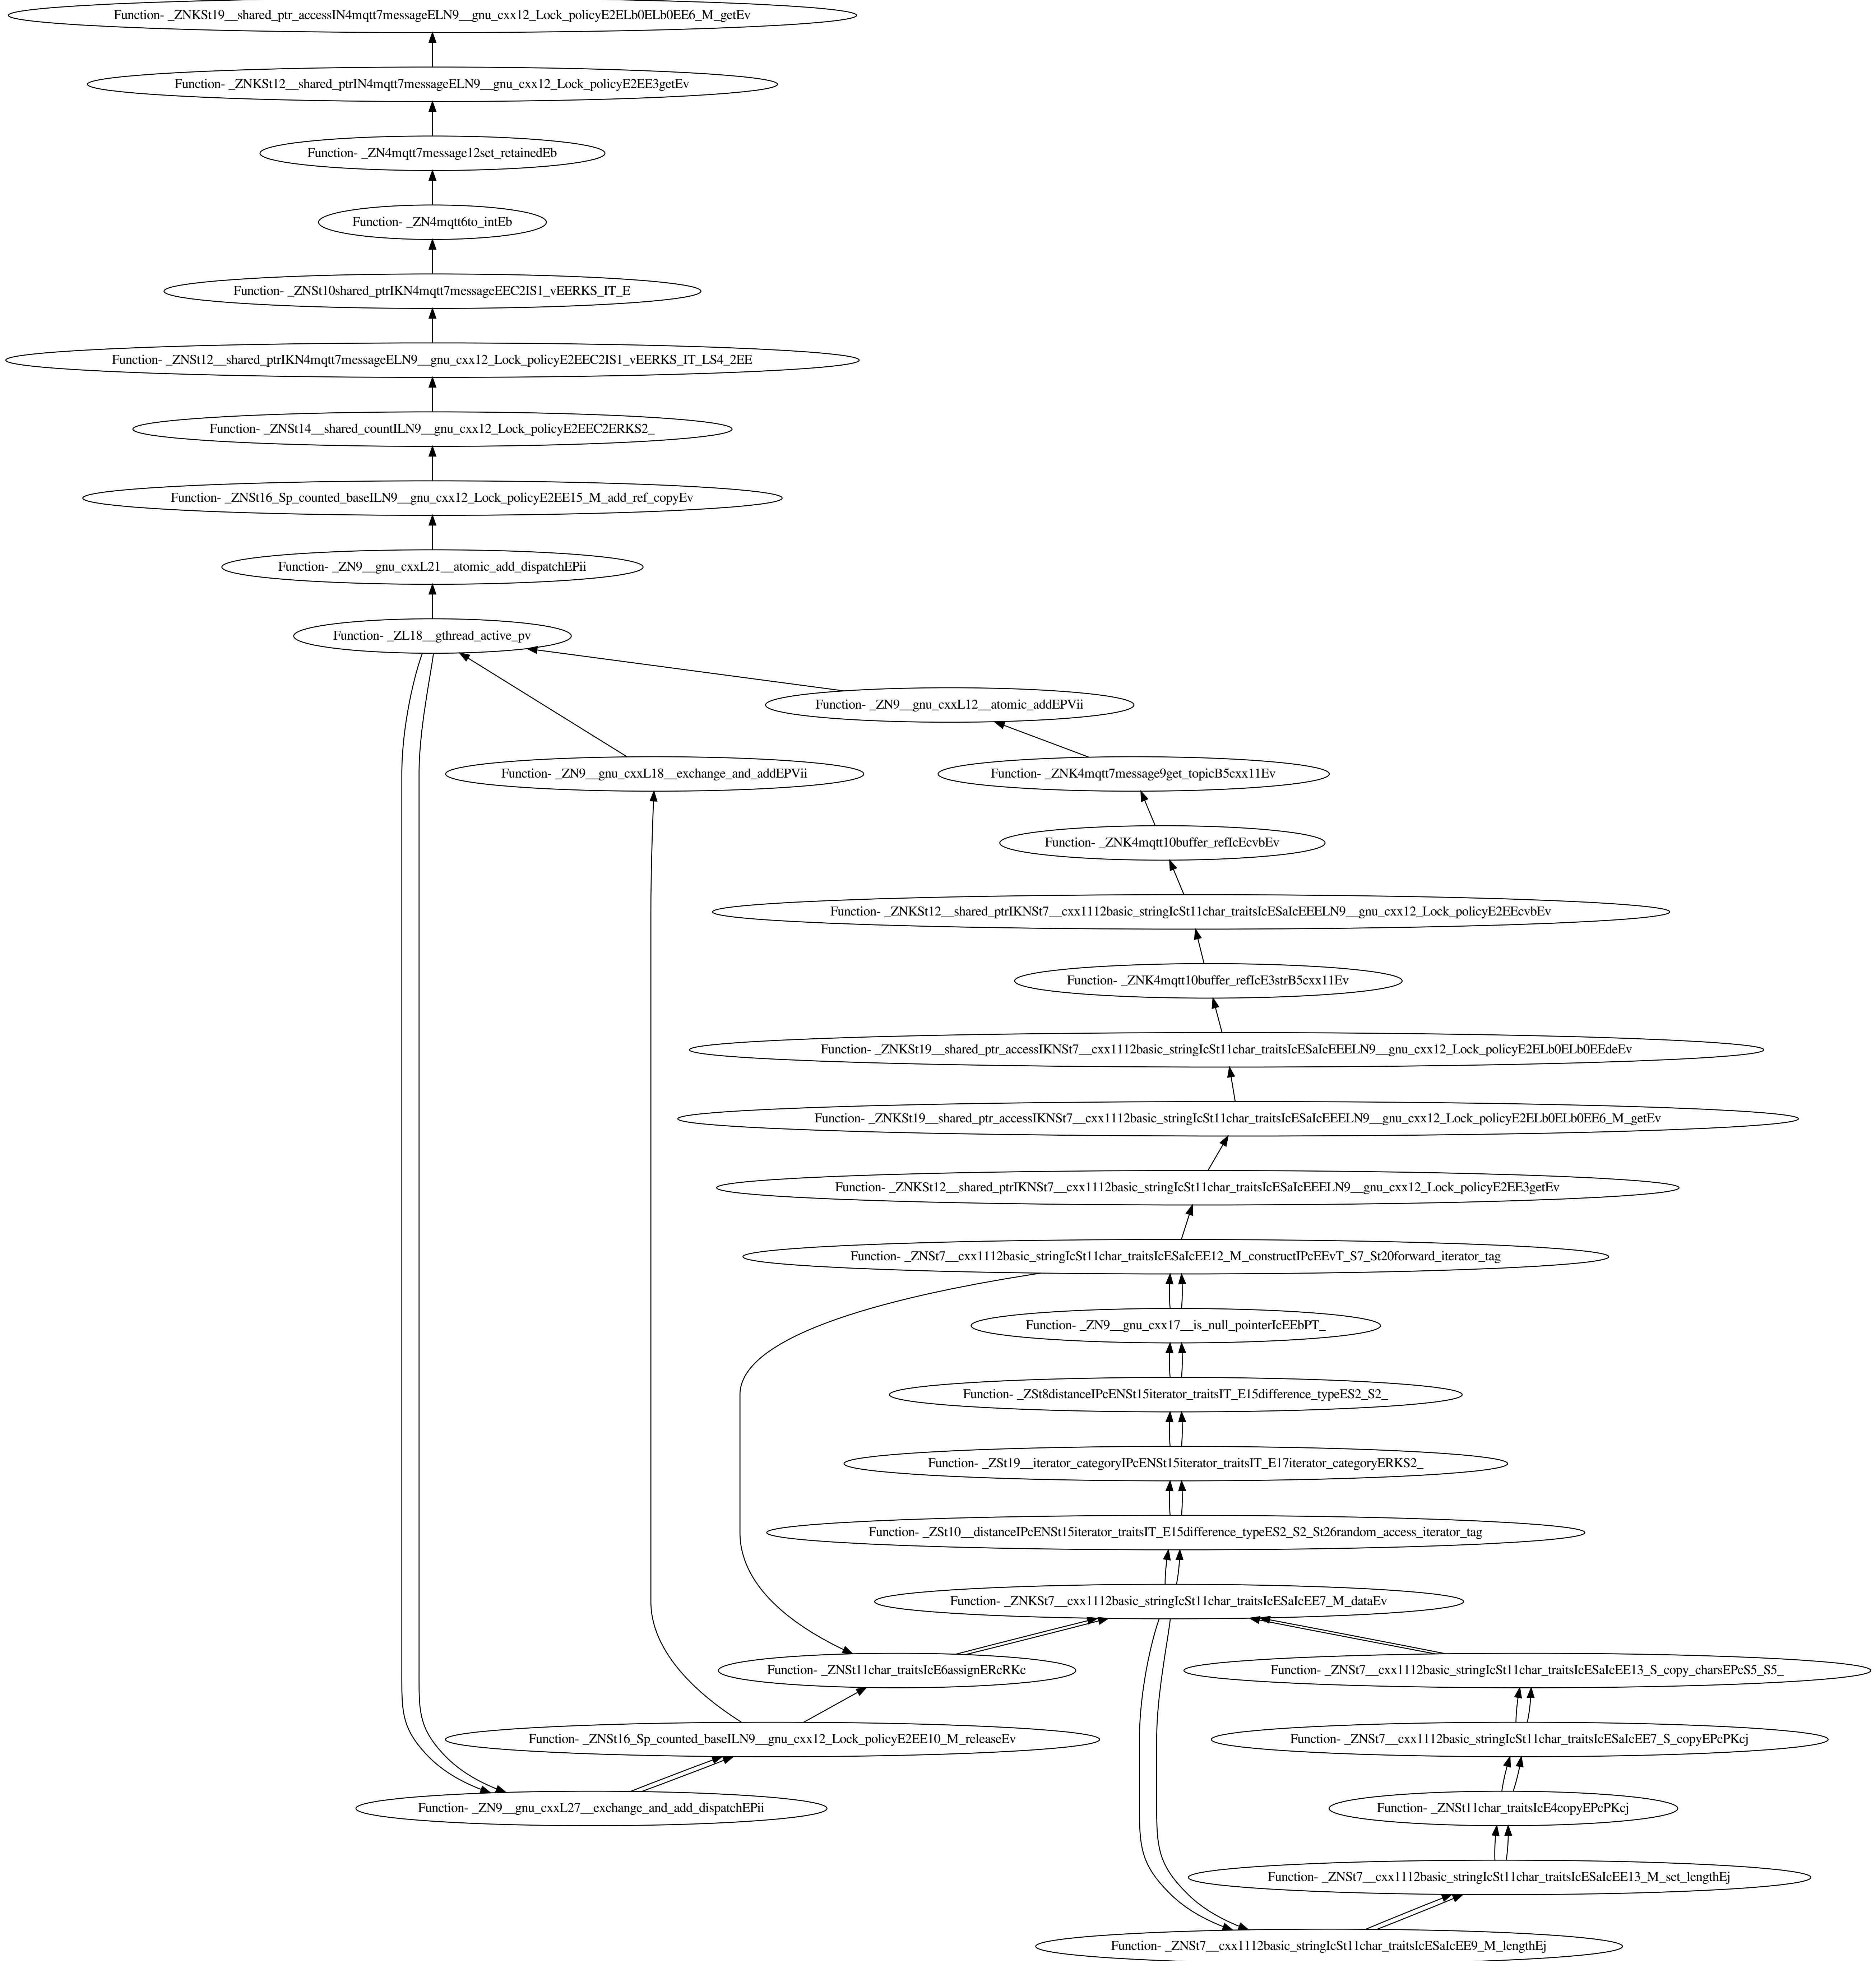 Function- _ZNKSt19__shared_ptr_accessIN4mqtt7messageELN9__gnu_cxx12_Lock_policyE2ELb0ELb0EE6_M_getEv
Function- _ZNKSt12__shared_ptrIN4mqtt7messageELN9__gnu_cxx12_Lock_policyE2EE3getEv
Function- _ZN4mqtt7message12set_retainedEb
Function- _ZN4mqtt6to_intEb
Function- _ZNSt10shared_ptrIKN4mqtt7messageEEC2IS1_vEERKS_IT_E
Function- _ZNSt12__shared_ptrIKN4mqtt7messageELN9__gnu_cxx12_Lock_policyE2EEC2IS1_vEERKS_IT_LS4_2EE
Function- _ZNSt14__shared_countILN9__gnu_cxx12_Lock_policyE2EEC2ERKS2_
Function- _ZNSt16_Sp_counted_baseILN9__gnu_cxx12_Lock_policyE2EE15_M_add_ref_copyEv
Function- _ZN9__gnu_cxxL21__atomic_add_dispatchEPii
Function- _ZL18__gthread_active_pv
Function- _ZN9__gnu_cxxL12__atomic_addEPVii
Function- _ZN9__gnu_cxxL18__exchange_and_addEPVii
Function- _ZNK4mqtt7message9get_topicB5cxx11Ev
Function- _ZNK4mqtt10buffer_refIcEcvbEv
Function- _ZNKSt12__shared_ptrIKNSt7__cxx1112basic_stringIcSt11char_traitsIcESaIcEEELN9__gnu_cxx12_Lock_policyE2EEcvbEv
Function- _ZNK4mqtt10buffer_refIcE3strB5cxx11Ev
Function- _ZNKSt19__shared_ptr_accessIKNSt7__cxx1112basic_stringIcSt11char_traitsIcESaIcEEELN9__gnu_cxx12_Lock_policyE2ELb0ELb0EEdeEv
Function- _ZNKSt19__shared_ptr_accessIKNSt7__cxx1112basic_stringIcSt11char_traitsIcESaIcEEELN9__gnu_cxx12_Lock_policyE2ELb0ELb0EE6_M_getEv
Function- _ZNKSt12__shared_ptrIKNSt7__cxx1112basic_stringIcSt11char_traitsIcESaIcEEELN9__gnu_cxx12_Lock_policyE2EE3getEv
Function- _ZNSt7__cxx1112basic_stringIcSt11char_traitsIcESaIcEE12_M_constructIPcEEvT_S7_St20forward_iterator_tag
Function- _ZN9__gnu_cxx17__is_null_pointerIcEEbPT_
Function- _ZSt8distanceIPcENSt15iterator_traitsIT_E15difference_typeES2_S2_
Function- _ZSt19__iterator_categoryIPcENSt15iterator_traitsIT_E17iterator_categoryERKS2_
Function- _ZSt10__distanceIPcENSt15iterator_traitsIT_E15difference_typeES2_S2_St26random_access_iterator_tag
Function- _ZNKSt7__cxx1112basic_stringIcSt11char_traitsIcESaIcEE7_M_dataEv
Function- _ZNSt11char_traitsIcE6assignERcRKc
Function- _ZNSt7__cxx1112basic_stringIcSt11char_traitsIcESaIcEE13_S_copy_charsEPcS5_S5_
Function- _ZNSt16_Sp_counted_baseILN9__gnu_cxx12_Lock_policyE2EE10_M_releaseEv
Function- _ZNSt7__cxx1112basic_stringIcSt11char_traitsIcESaIcEE7_S_copyEPcPKcj
Function- _ZN9__gnu_cxxL27__exchange_and_add_dispatchEPii
Function- _ZNSt11char_traitsIcE4copyEPcPKcj
Function- _ZNSt7__cxx1112basic_stringIcSt11char_traitsIcESaIcEE13_M_set_lengthEj
Function- _ZNSt7__cxx1112basic_stringIcSt11char_traitsIcESaIcEE9_M_lengthEj